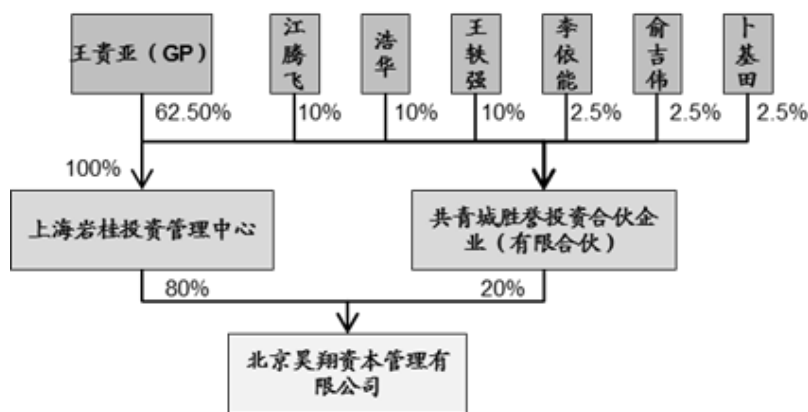 王贵亚（GP）
江腾飞
浩华
王轶强
李依能
俞吉伟
卜基田
62.50%
10%
10%
10%
2.5%
2.5%
2.5%
100%
上海岩桂投资管理中心
共青城胜誉投资合伙企
业（有限合伙）
80%
20%
北京昊翔资本管理有
限公司